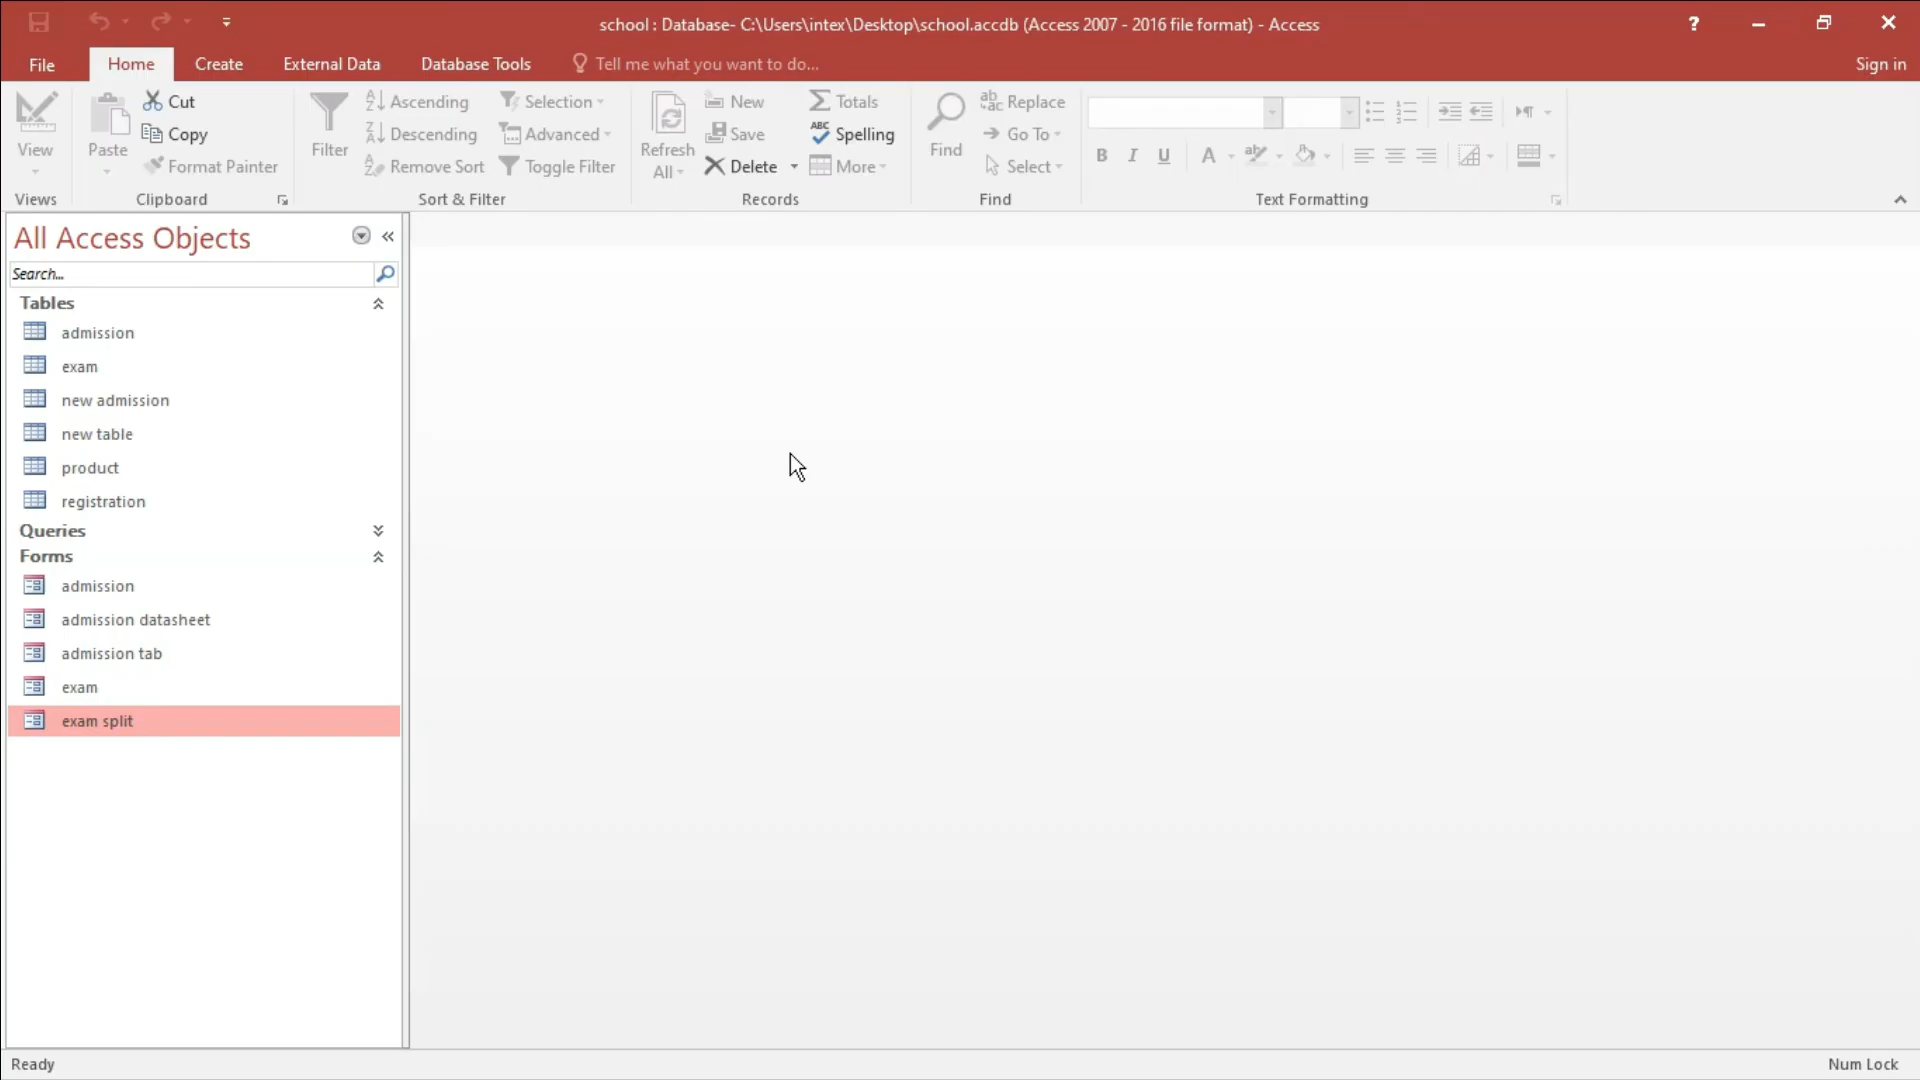 school : Database- C:\Users\intex\Desktop\school.accdb (Access 2007 - 2016 file format) - Access
?
File Home Create External Data Database Tools Tell me what you want to do... Sign in
View
Views
Paste
Cut
Copy
Format Painter
Clipboard
Filter
Ascending
Descending
Remove Sort
Selection
Advanced
Toggle Filter
Sort & Filter
Refresh
All
New
Save
Delete
Totals
Spelling
More
Records
Find
Replace
Go To
Select
Find
B I U A
Text Formatting
All Access Objects
Search...
Tables
admission
exam
new admission
new table
product
registration
Queries
Forms
admission
admission datasheet
admission tab
exam
exam split
Ready
Num Lock